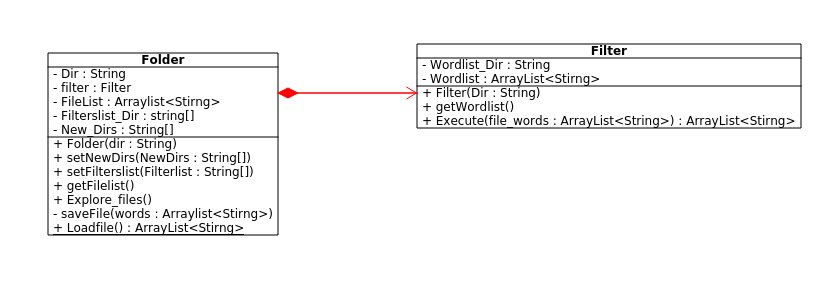 Folder
- Dir : String
- filter : Filter
- FileList : Arraylist<Stirng>
- Filterslist_Dir : string[]
- New_Dirs : String[]
+ Folder(dir : String)
+ setNewDirs(NewDirs : String[])
+ setFilterslist(Filterlist : String[])
+ getFilelist()
+ Explore_files()
- saveFile(words : Arraylist<Stirng>)
+ Loadfile() : ArrayList<Stirng>
Filter
- Wordlist_Dir : String
- Wordlist : ArrayList<Stirng>
+ Filter(Dir : String)
+ getWordlist()
+ Execute(file_words : ArrayList<String>) : ArrayList<Stirng>